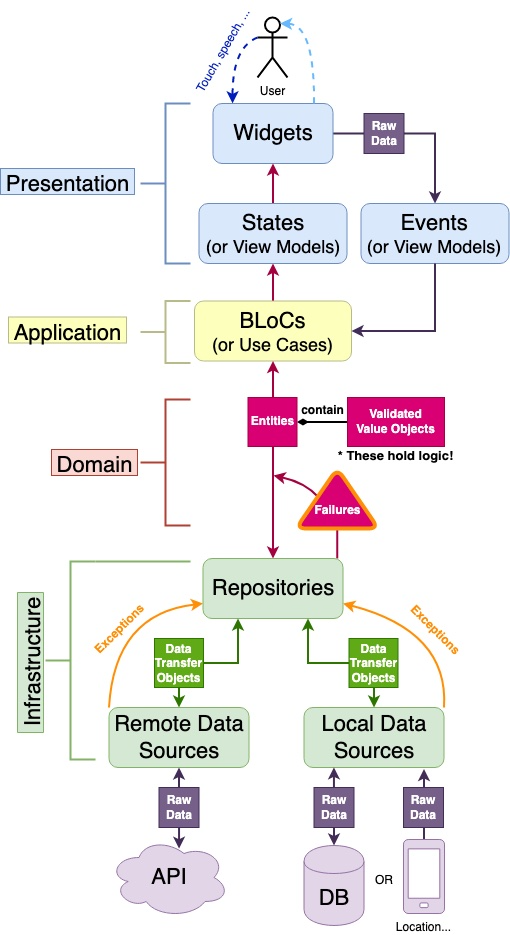 Touch, speech, ...
User
Widgets
Raw
Data
Presentation
States
(or View Models)
Events
(or View Models)
Application
BLoCs
(or Use Cases)
Entities
contain
Validated
Value Objects
* These hold logic!
Domain
Failures
Repositories
Infrastructure
Exceptions
Exceptions
Data
Transfer
Objects
Data
Transfer
Objects
Remote Data
Sources
Local Data
Sources
Raw
Data
Raw
Data
Raw
Data
API
DB
OR
Location...